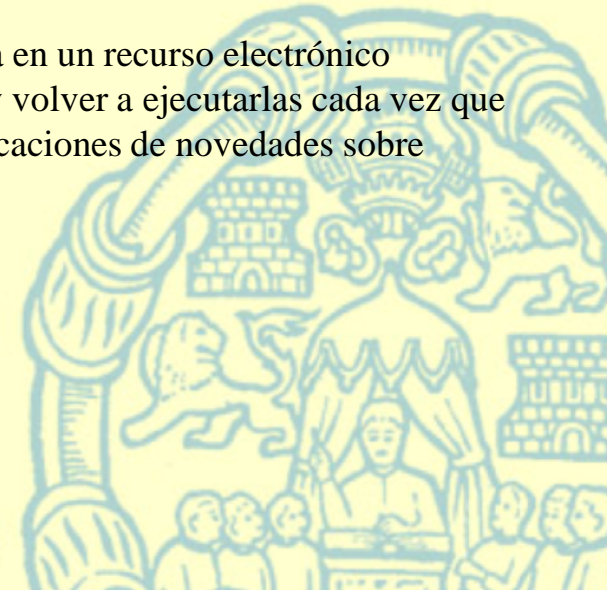 en un recurso electrónico
volver a ejecutarlas cada vez que
caciones de novedades sobre